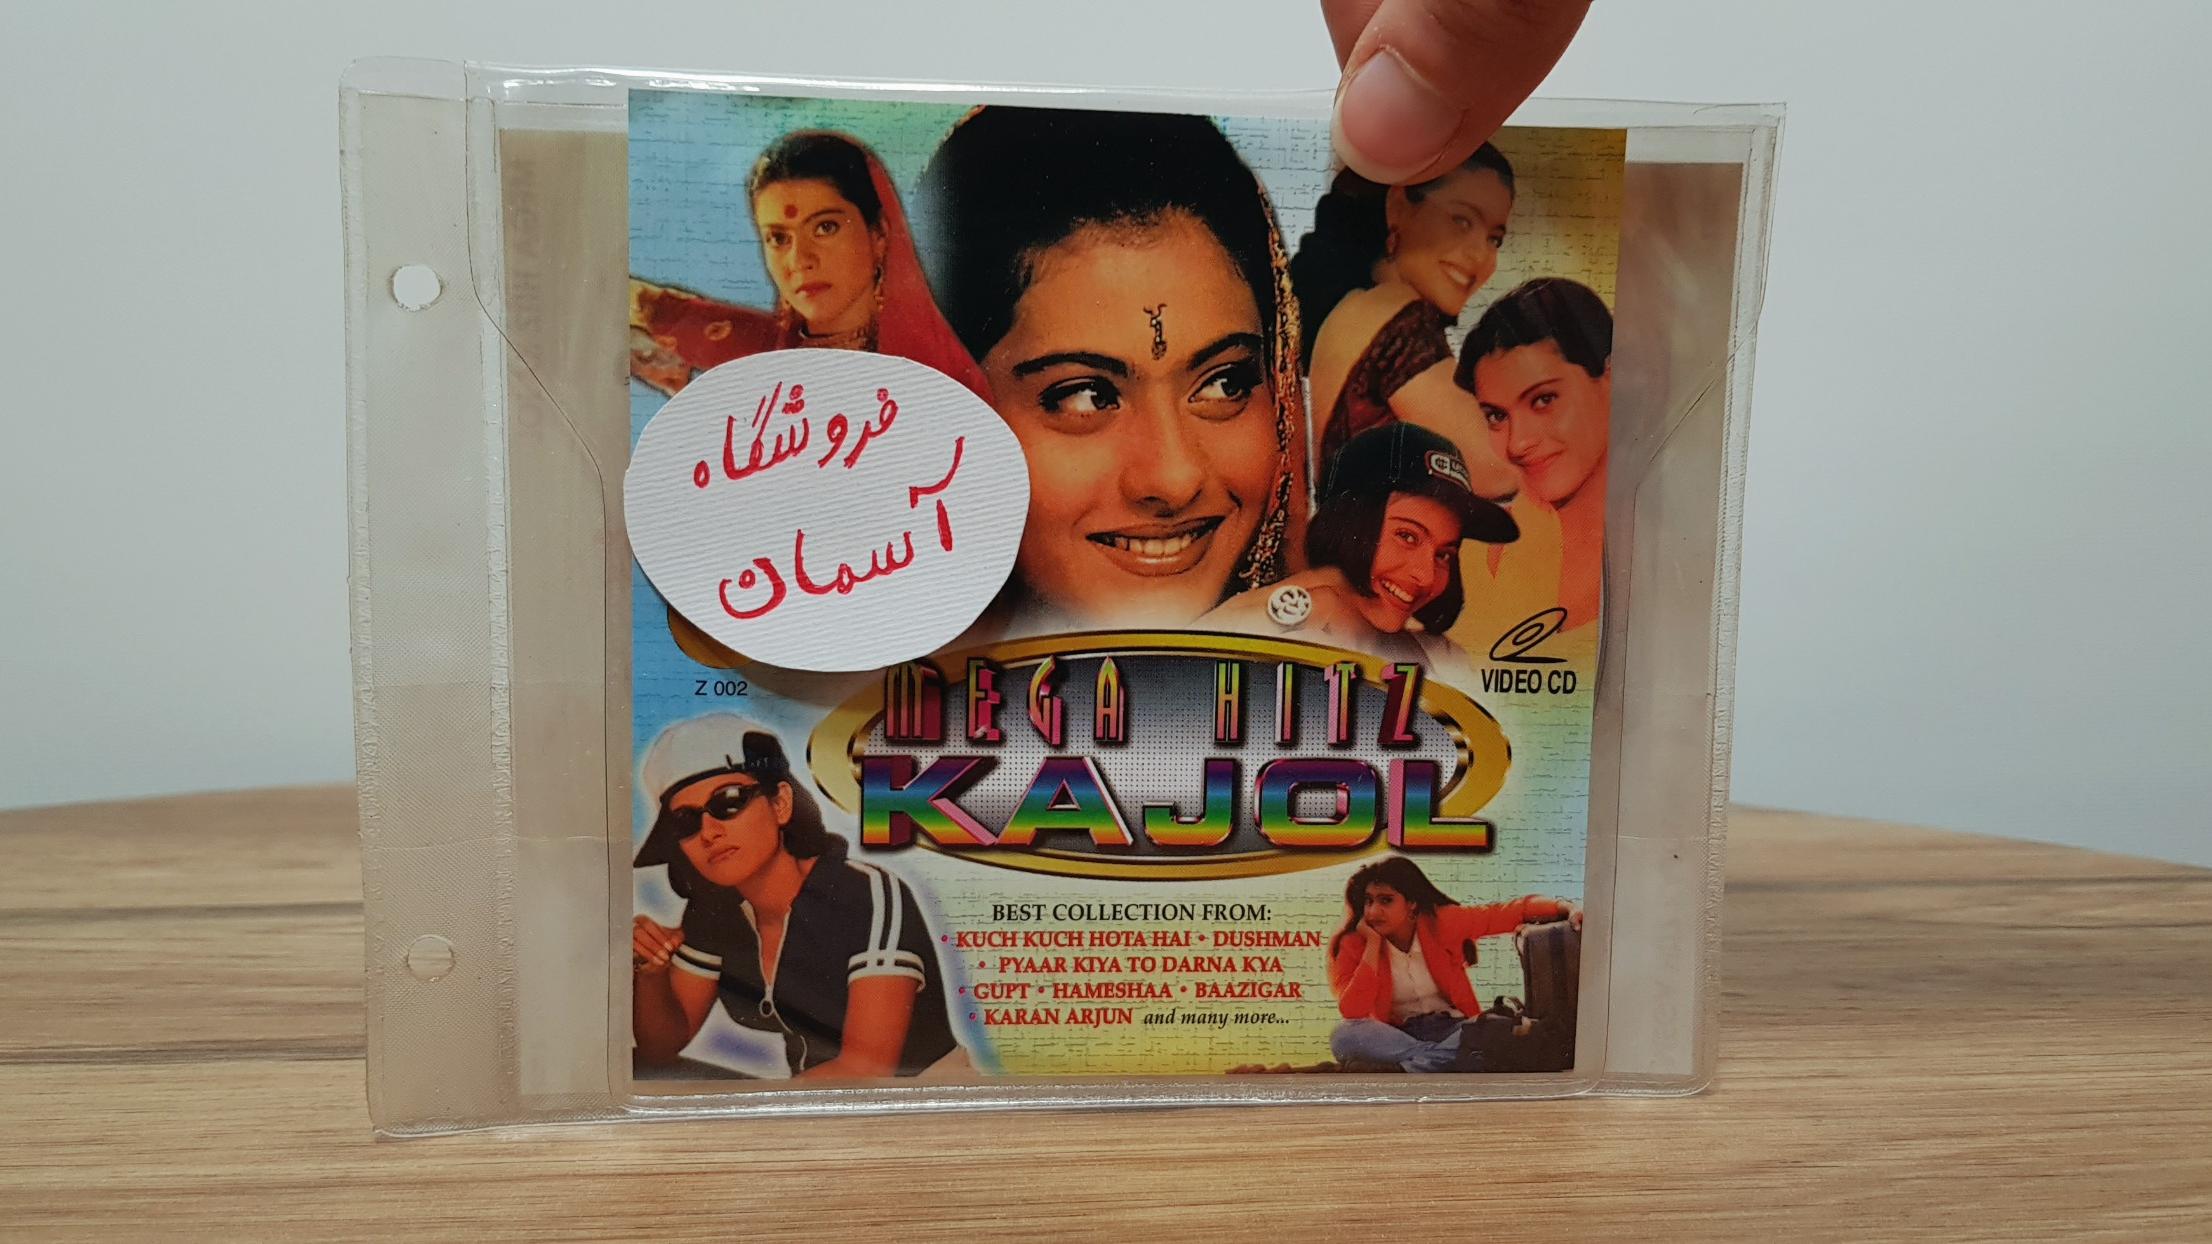 فروشگاه
آسمان
Z 002
VIDEO CD
MEGA HITZ
KAJOL
BEST COLLECTION FROM:
• KUCH KUCH HOTA HAI • DUSHMAN
• PYAAR KIYA TO DARNA KYA
• GUPT • HAMESHAA • BAAZIGAR
• KARAN ARJUN and many more...